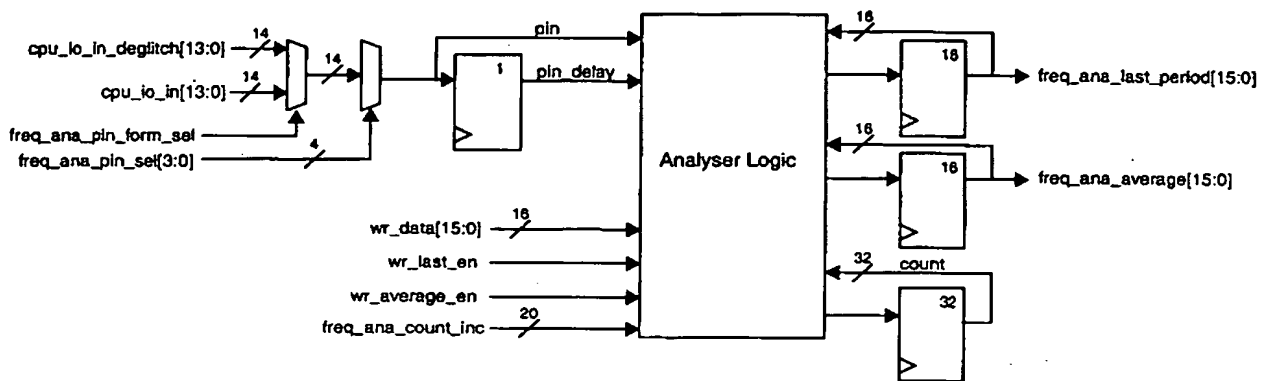 cpu_io_in_deglitch[13:0]
14
14
cpu_io_in[13:0]
14
freq_ana_pin_form_sel
freq_ana_pin_sel[3:0]
4
1
pin
pin_delay
Analyser Logic
wr_data[15:0]
16
wr_last_en
wr_average_en
freq_ana_count_inc
20
16
16
freq_ana_last_period[15:0]
16
16
freq_ana_average[15:0]
32
count
32